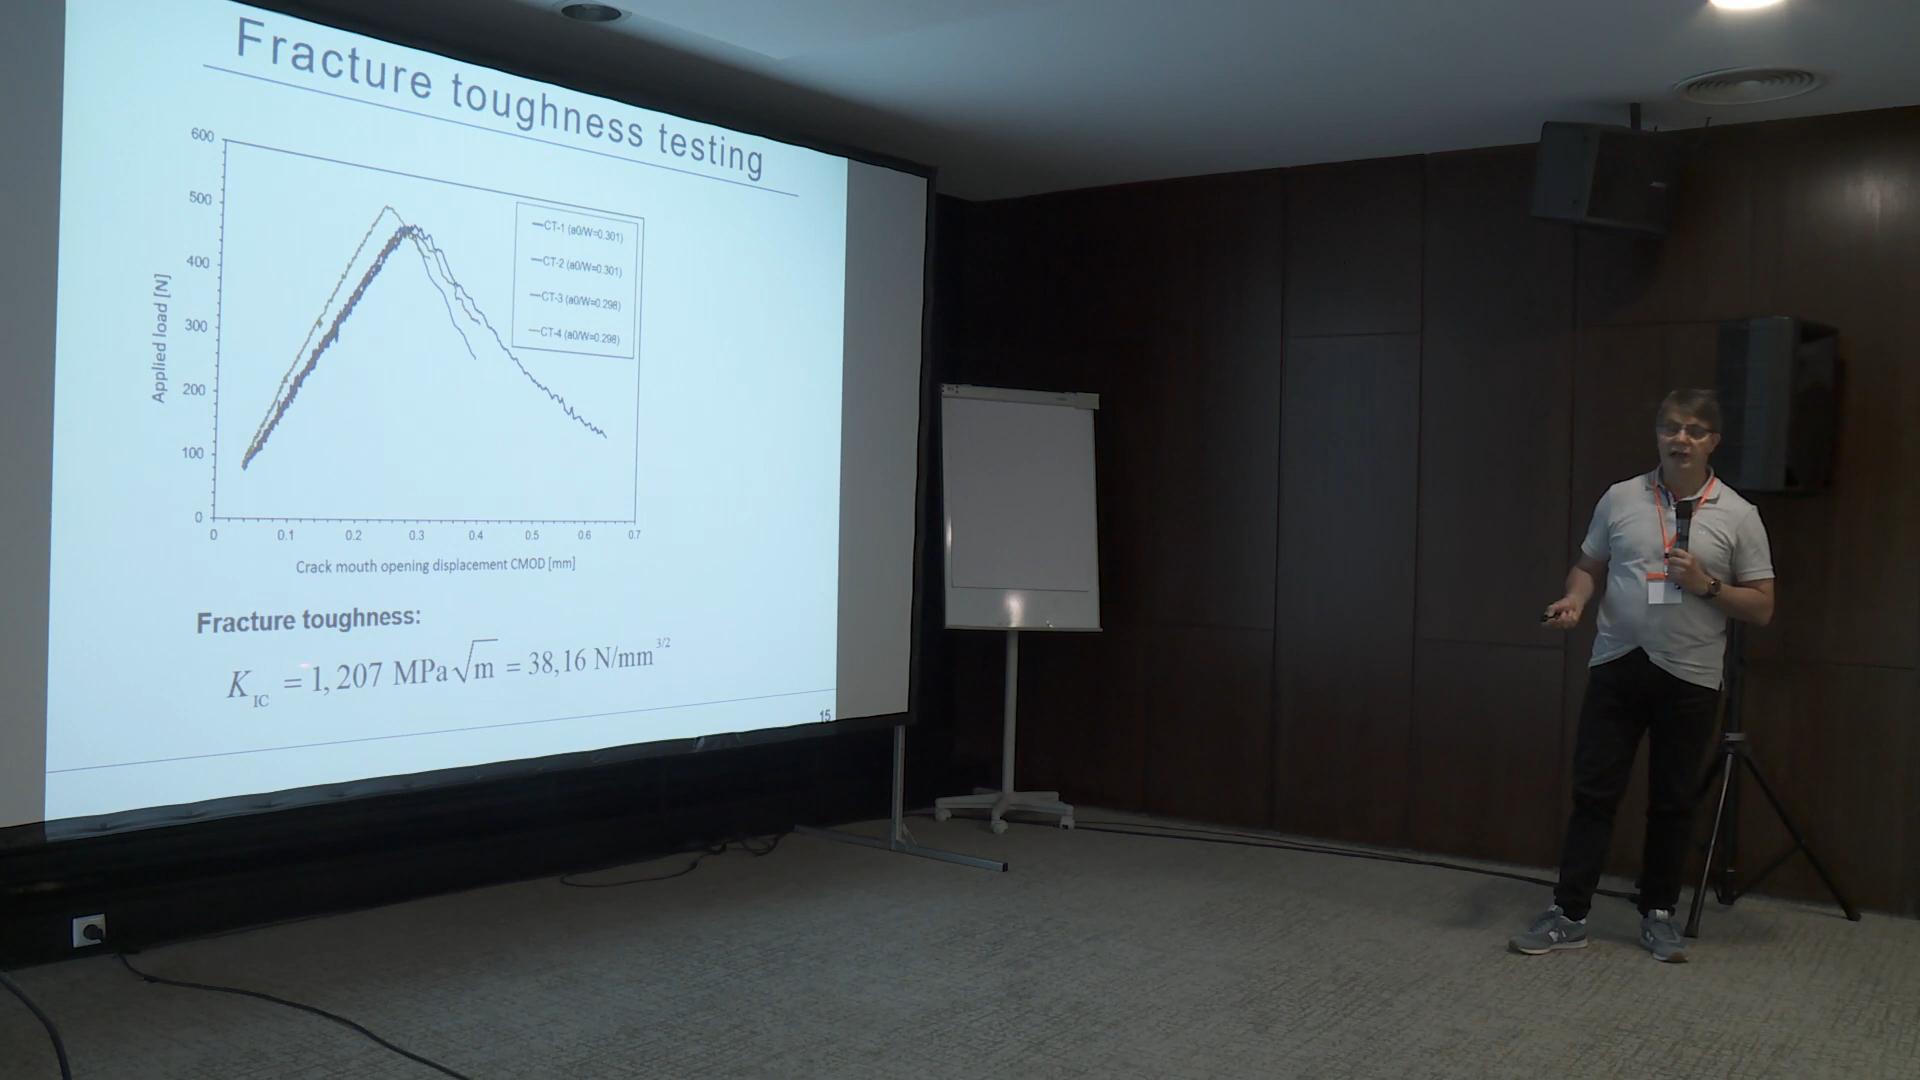 Fracture toughness testing
600
500
400
300
200
100
0
Applied load [N]
CT-1 (a0/W=0.301)
CT-2 (a0/W=0.301)
CT-3 (a0/W=0.298)
CT-4 (a0/W=0.298)
0 0.1 0.2 0.3 0.4 0.5 0.6 0.7
Crack mouth opening displacement CMOD [mm]
Fracture toughness:
K_IC = 1,207 MPa√m = 38,16 N/mm^3/2
15